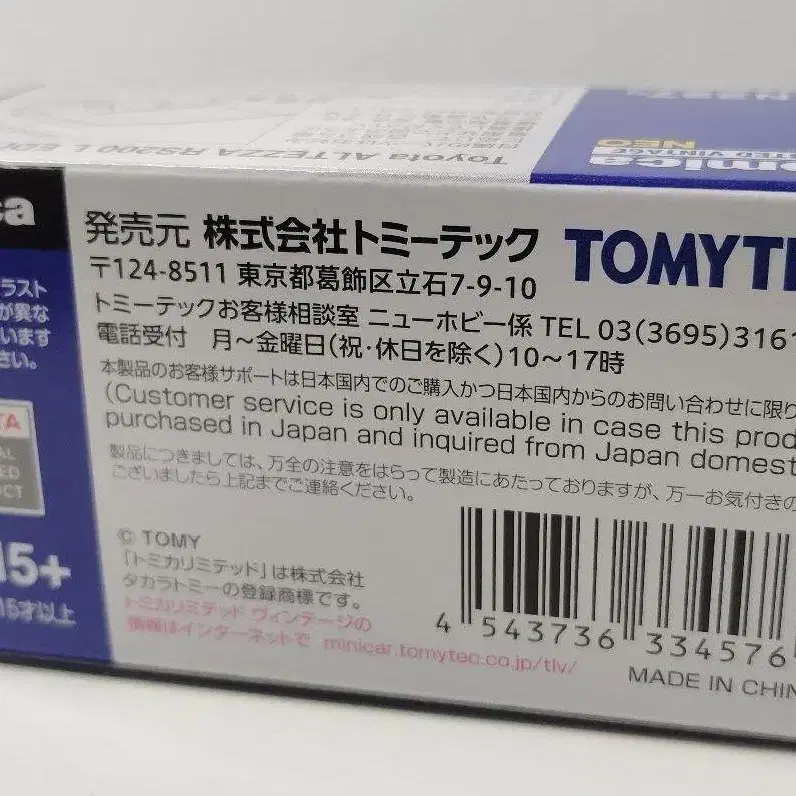 Toyota ALTEZZA RS200 L EDI
omica
LIMITED VINTAGE
NEO
ca
発売元 株式会社トミーテック
TOMYTE
〒124-8511 東京都葛飾区立石7-9-10
トミーテックお客様相談室 ニューホビー係 TEL 03(3695)3161
電話受付 月～金曜日(祝・休日を除く)10～17時
本製品のお客様サポートは日本国内でのご購入かつ日本国内からのお問い合わせに限り
(Customer service is only available in case this prod
purchased in Japan and inquired from Japan domest
製品につきましては、万全の注意をはらって製造にあたっておりますが、万一お気付きの
ございましたら上記までご連絡ください。
ラスト
が異な
います
さい。
TA
AL
ED
CT
15+
15才以上
© TOMY
「トミカリミテッド」は株式会社
タカラトミーの登録商標です。
トミカリミテッド ヴィンテージの
情報はインターネットで minicar.tomytec.co.jp/tlv/
4 543736 334576
MADE IN CHIN